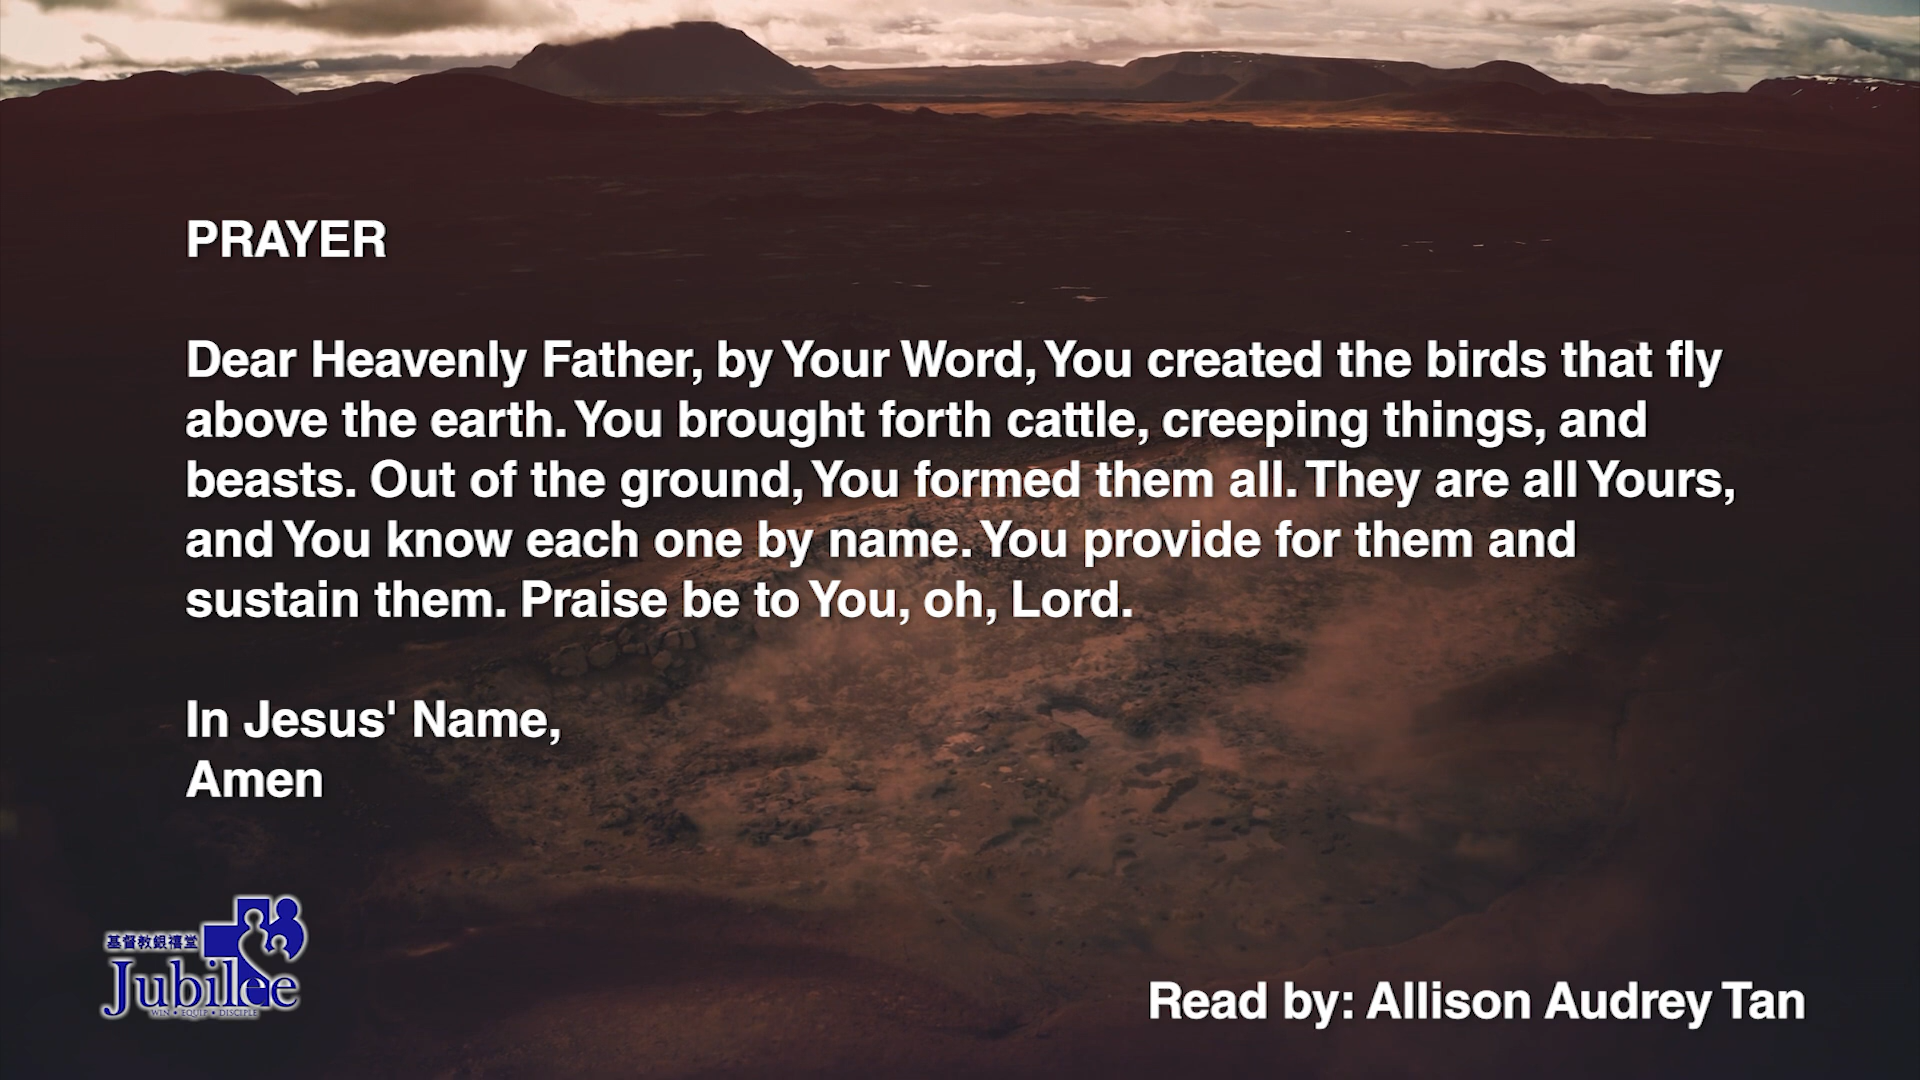 PRAYER
Dear Heavenly Father, by Your Word, You created the birds that fly
above the earth. You brought forth cattle, creeping things, and
beasts. Out of the ground, You formed them all. They are all Yours,
and You know each one by name. You provide for them and
sustain them. Praise be to You, oh, Lord.
In Jesus' Name,
Amen
基督教銀禧堂
Jubilee
WIN • EQUIP • DISCIPLE
Read by: Allison Audrey Tan